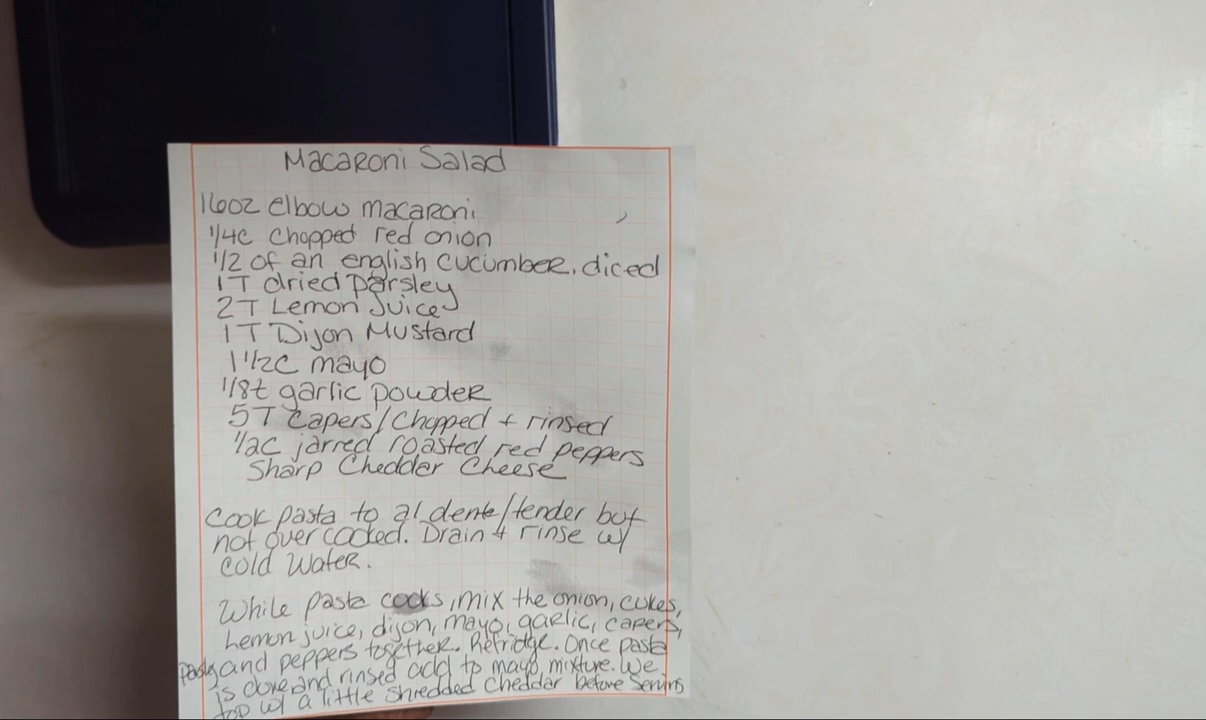 Macaroni Salad
16oz elbow macaroni
1/4c chopped red onion
1/2 of an english cucumber, diced
1T dried parsley
2T Lemon Juice
1T Dijon Mustard
1 1/2c mayo
1/8t garlic powder
5T capers/chopped + rinsed
1/2c jarred roasted red peppers
Sharp Cheddar Cheese
Cook pasta to al dente/tender but
not over cooked. Drain + rinse w/
cold water.
While pasta cooks, mix the onion, cukes,
Lemon juice, dijon, mayo, garlic, capers,
parsley and peppers together. Refridge. Once pasta
is done and rinsed add to mayo mixture. We
top w/ a little shredded cheddar before serving